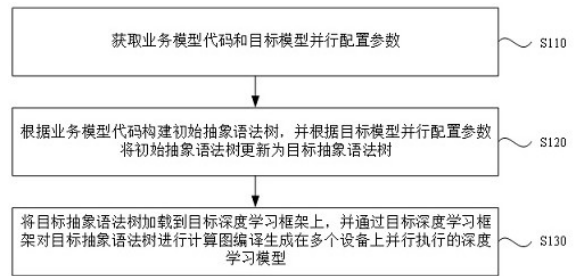 获取业务模型代码和目标模型并行配置参数
S110
根据业务模型代码构建初始抽象语法树，并根据目标模型并行配置参数
将初始抽象语法树更新为目标抽象语法树
S120
将目标抽象语法树加载到目标深度学习框架上，并通过目标深度学习框
架对目标抽象语法树进行计算图编译生成在多个设备上并行执行的深度
学习模型
S130